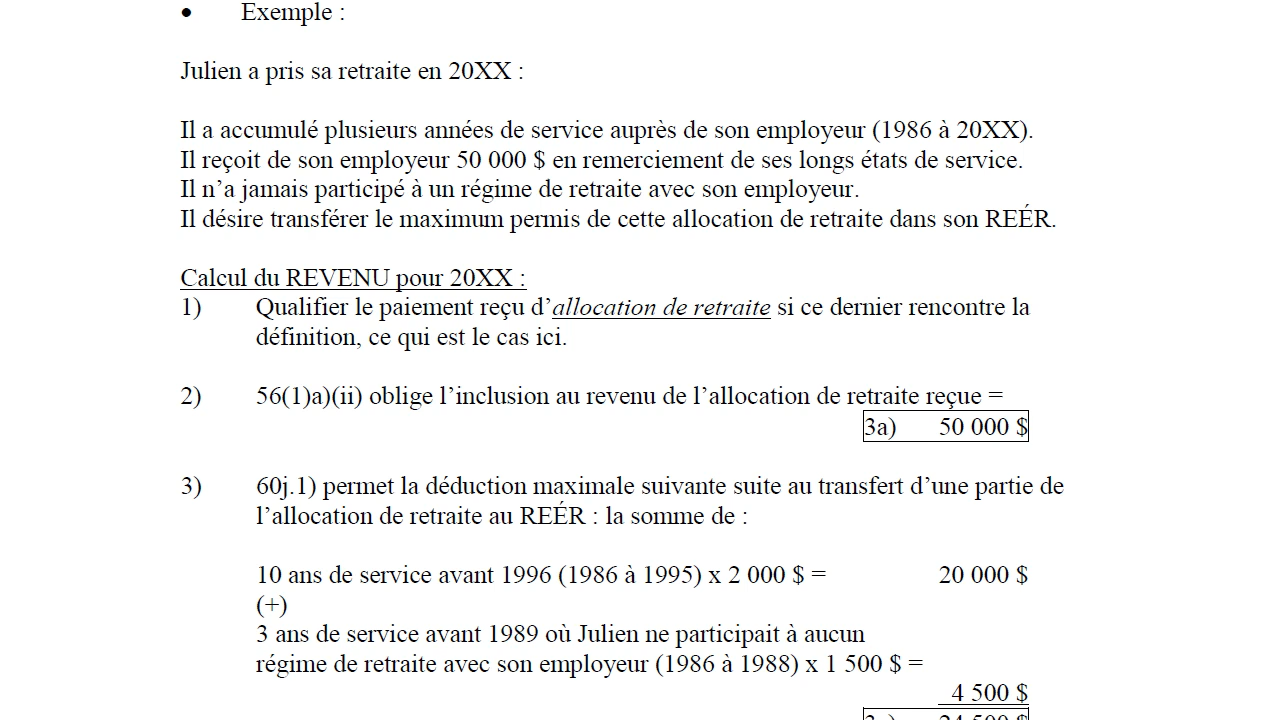 • Exemple :
Julien a pris sa retraite en 20XX :
Il a accumulé plusieurs années de service auprès de son employeur (1986 à 20XX).
Il reçoit de son employeur 50 000 $ en remerciement de ses longs états de service.
Il n’a jamais participé à un régime de retraite avec son employeur.
Il désire transférer le maximum permis de cette allocation de retraite dans son REÉR.
Calcul du REVENU pour 20XX :
1) Qualifier le paiement reçu d’allocation de retraite si ce dernier rencontre la
définition, ce qui est le cas ici.
2) 56(1)a)(ii) oblige l’inclusion au revenu de l’allocation de retraite reçue =
3a) 50 000 $
3) 60j.1) permet la déduction maximale suivante suite au transfert d’une partie de
l’allocation de retraite au REÉR : la somme de :
10 ans de service avant 1996 (1986 à 1995) x 2 000 $ = 20 000 $
(+)
3 ans de service avant 1989 où Julien ne participait à aucun
régime de retraite avec son employeur (1986 à 1988) x 1 500 $ =
4 500 $
24 500 $